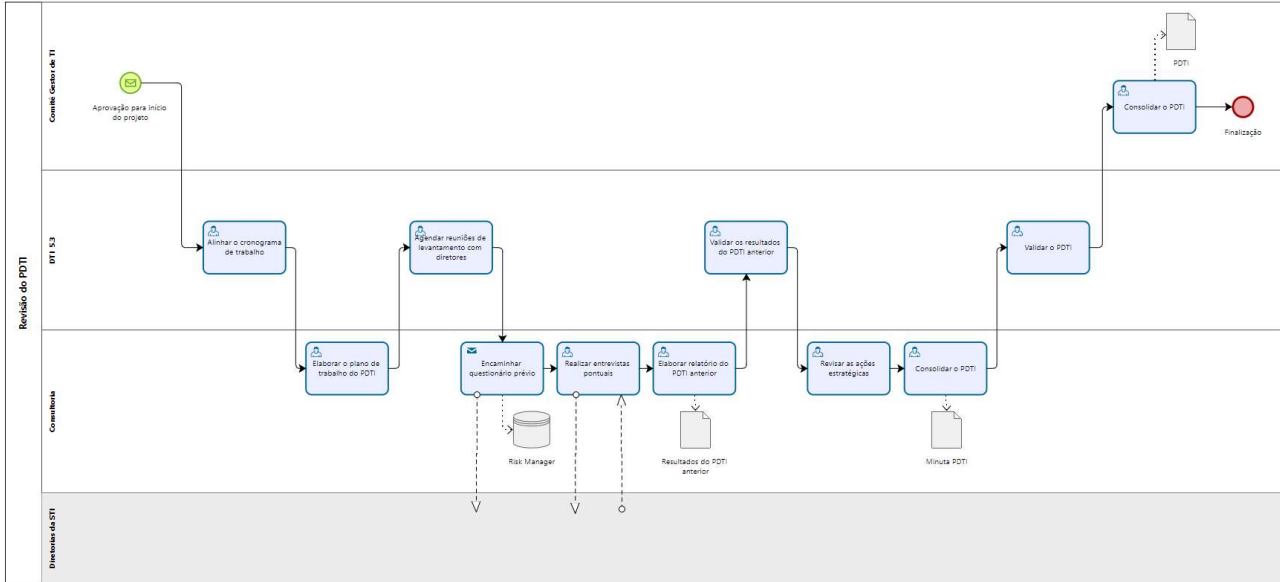 Revisão do PDTI
Comitê Gestor de TI
Aprovação para início
do projeto
PDTI
Consolidar o PDTI
Finalização
DTI 5.3
Alinhar o cronograma
de trabalho
Agendar reuniões de
levantamento com
diretores
Validar os resultados
do PDTI anterior
Validar o PDTI
Consultoria
Elaborar o plano de
trabalho do PDTI
Encaminhar
questionário prévio
Realizar entrevistas
pontuais
Elaborar relatório do
PDTI anterior
Revisar as ações
estratégicas
Consolidar o PDTI
Risk Manager
Resultados do PDTI
anterior
Minuta PDTI
Diretorias da STI